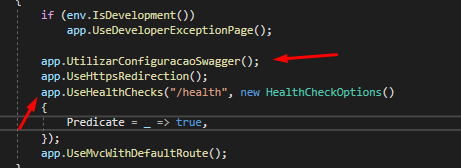 {
if (env.IsDevelopment())
app.UseDeveloperExceptionPage();
app.UtilizarConfiguracaoSwagger();
app.UseHttpsRedirection();
app.UseHealthChecks("/health", new HealthCheckOptions()
{
Predicate = _ => true,
});
app.UseMvcWithDefaultRoute();
}